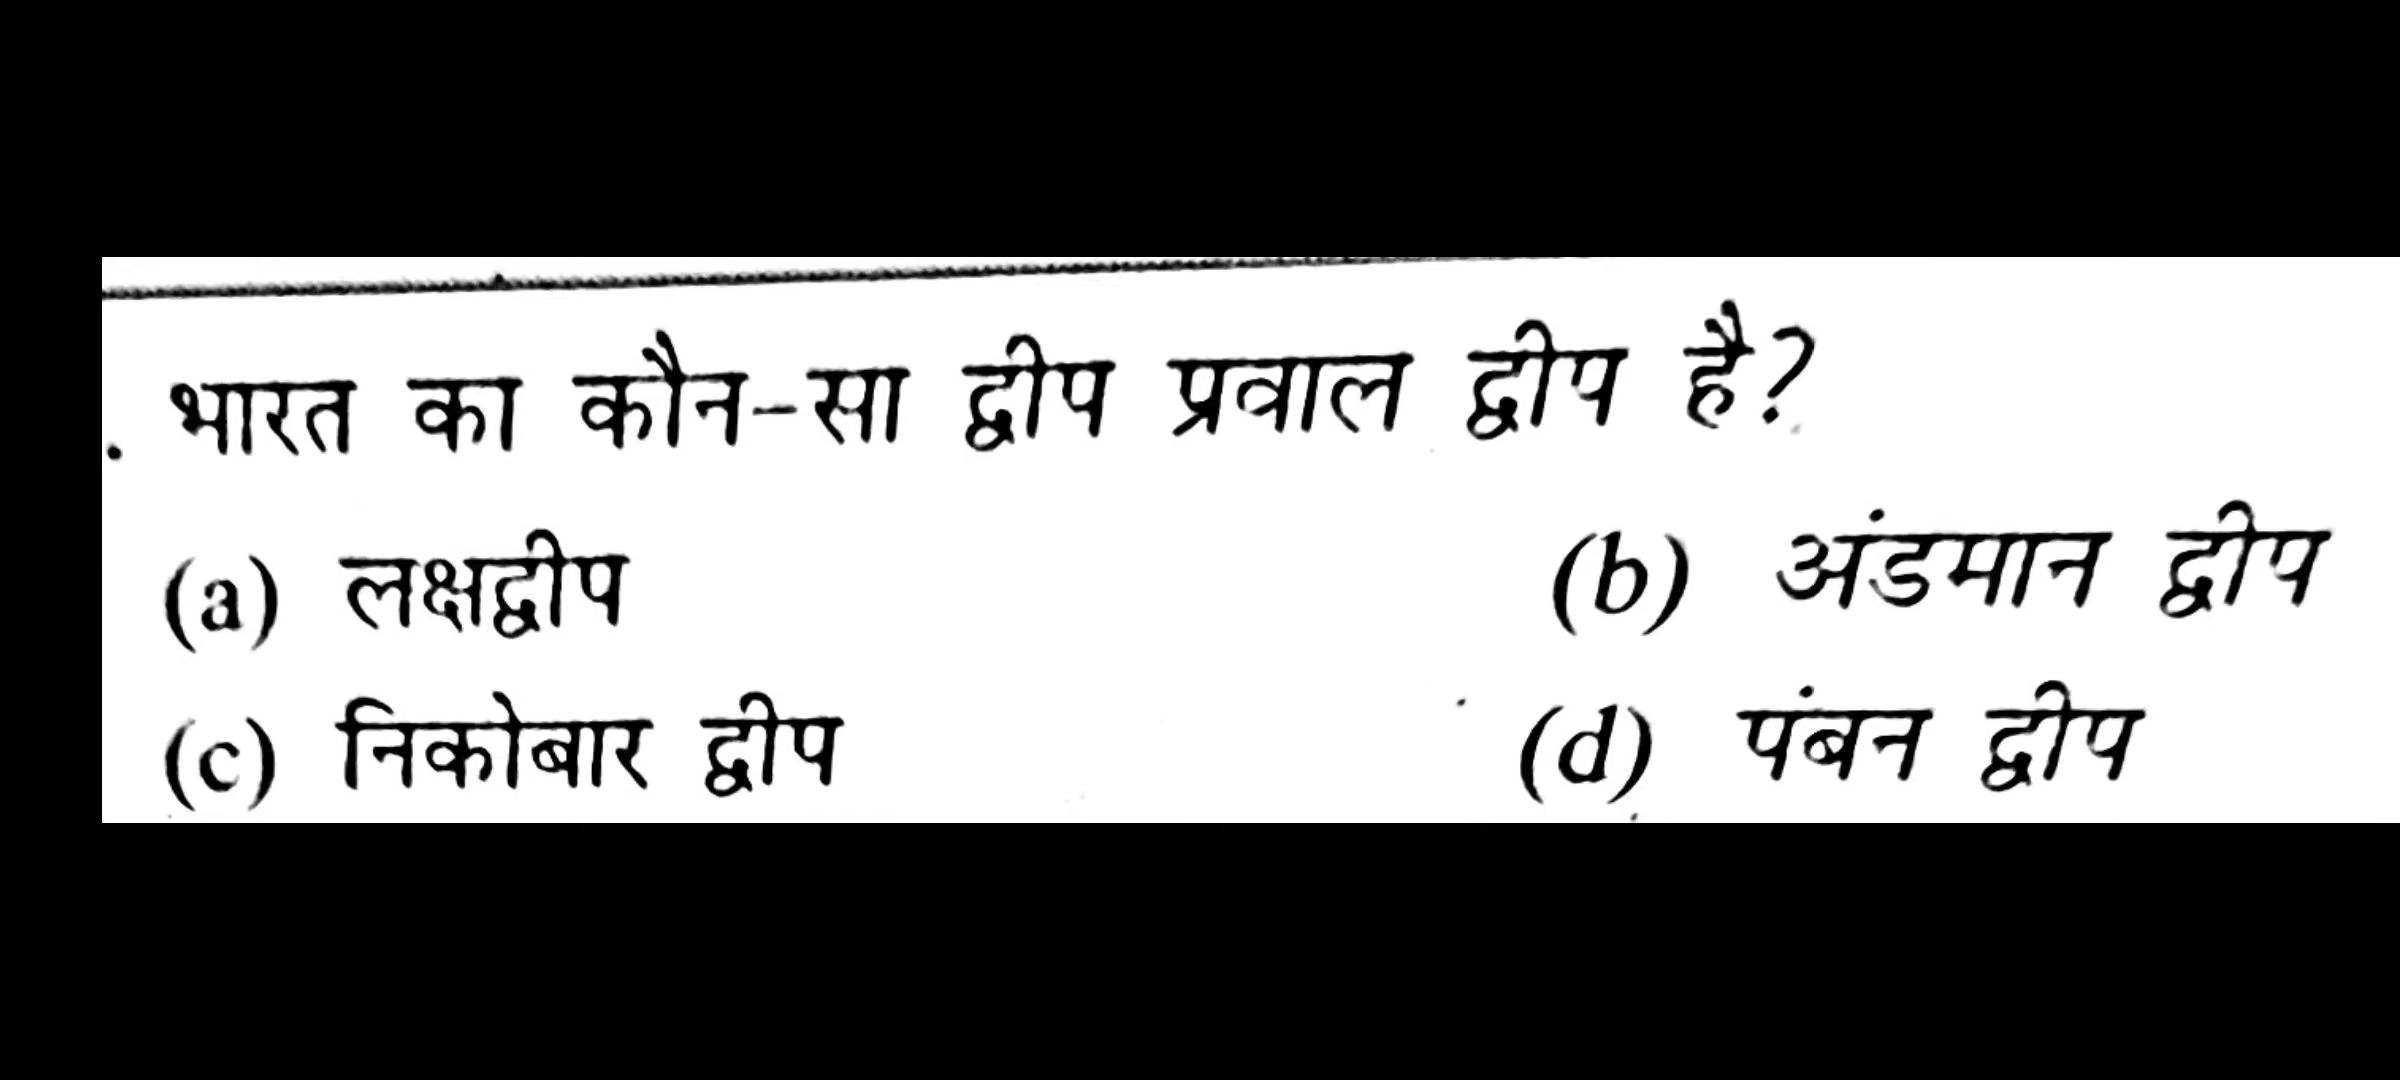 . भारत का कौन-सा द्वीप प्रवाल द्वीप है?
(a) लक्षद्वीप (b) अंडमान द्वीप
(c) निकोबार द्वीप (d) पंबन द्वीप